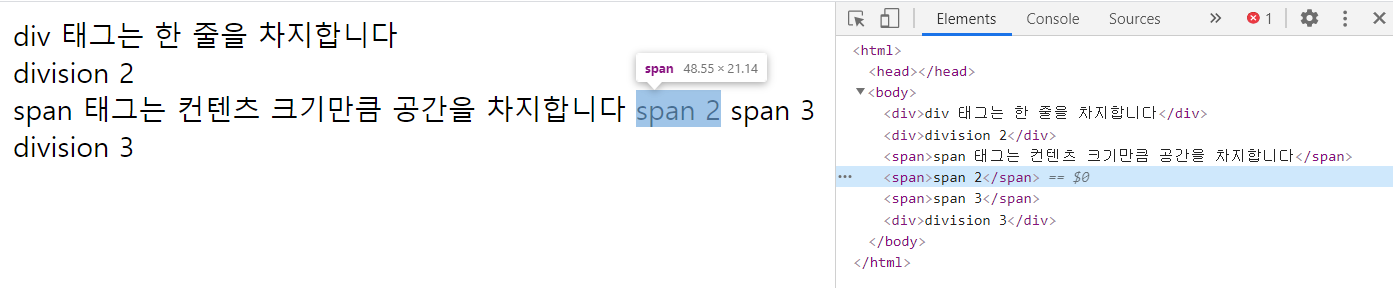 div 태그는 한 줄을 차지합니다
division 2
span 48.55 × 21.14
span 태그는 컨텐츠 크기만큼 공간을 차지합니다 span 2 span 3
division 3
Elements Console Sources » 1
<html>
<head></head>
<body>
<div>div 태그는 한 줄을 차지합니다</div>
<div>division 2</div>
<span>span 태그는 컨텐츠 크기만큼 공간을 차지합니다</span>
<span>span 2</span> == $0
<span>span 3</span>
<div>division 3</div>
</body>
</html>